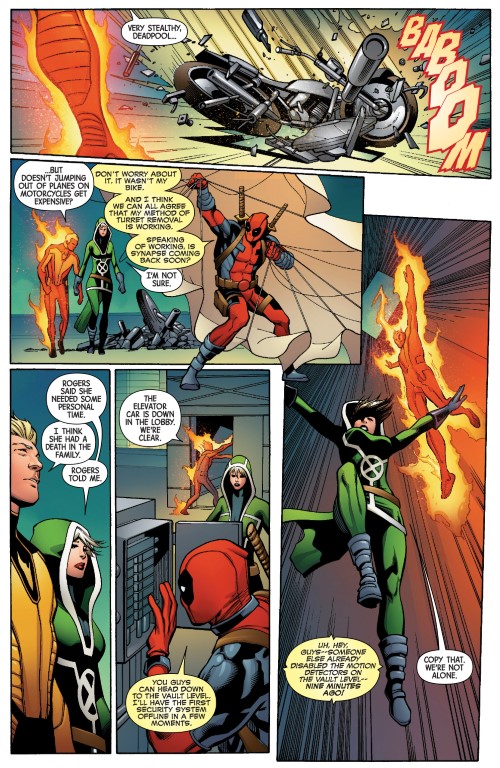 VERY STEALTHY,
DEADPOOL...
BABOOM
...BUT
DOESN'T JUMPING
OUT OF PLANES ON
MOTORCYCLES GET
EXPENSIVE?
DON'T WORRY ABOUT
IT. IT WASN'T MY
BIKE.
AND I THINK
WE CAN ALL AGREE
THAT MY METHOD OF
TURRET REMOVAL
IS WORKING.
SPEAKING
OF WORKING, IS
SYNAPSE COMING
BACK SOON?
I'M NOT
SURE.
ROGERS
SAID SHE
NEEDED SOME
PERSONAL
TIME.
I THINK
SHE HAD A
DEATH IN THE
FAMILY.
ROGERS
TOLD ME.
THE
ELEVATOR
CAR IS DOWN
IN THE LOBBY.
WE'RE
CLEAR.
YOU GUYS
CAN HEAD DOWN
TO THE VAULT LEVEL.
I'LL HAVE THE FIRST
SECURITY SYSTEM
OFFLINE IN A FEW
MOMENTS.
UH, HEY,
GUYS--SOMEONE
ELSE ALREADY
DISABLED THE MOTION
DETECTORS ON
THE VAULT LEVEL--
NINE MINUTES
AGO!
COPY THAT.
WE'RE NOT
ALONE.